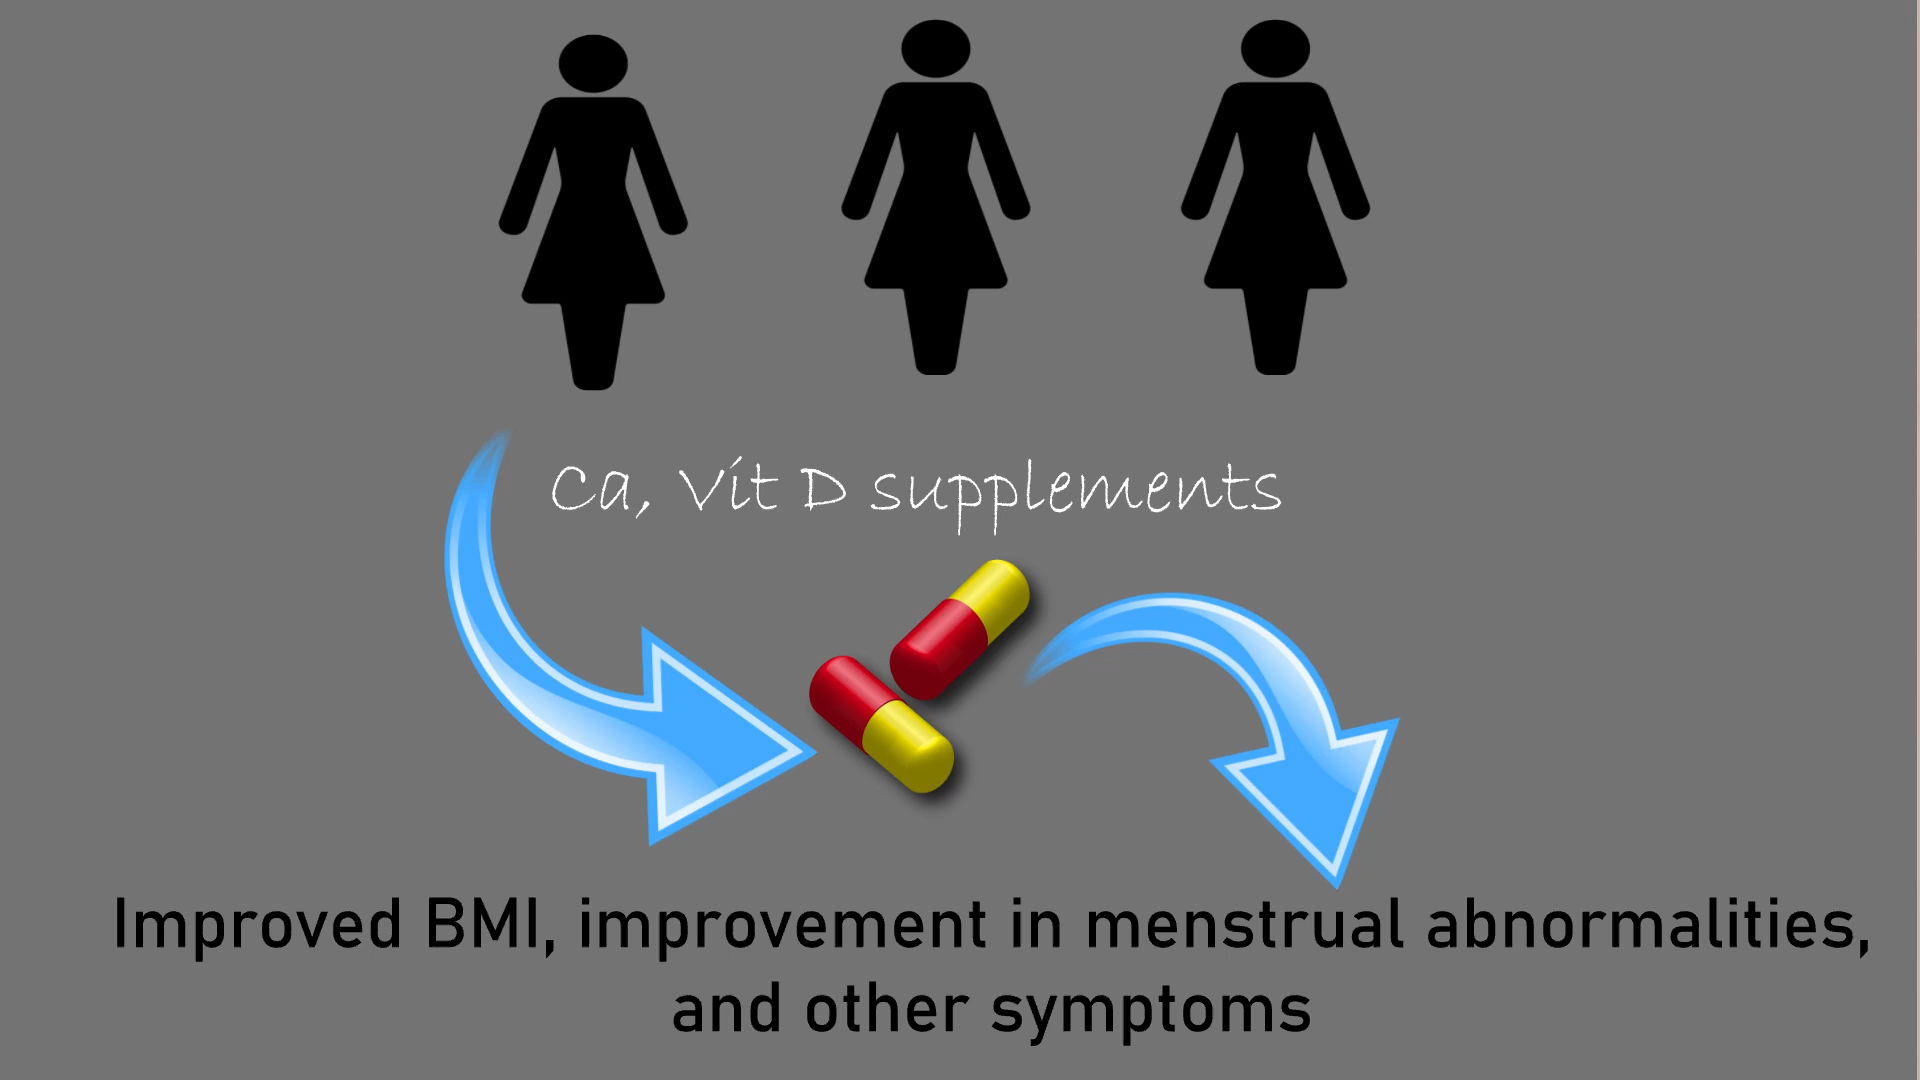 Ca, Vit D supplements
Improved BMI, improvement in menstrual abnormalities,
and other symptoms